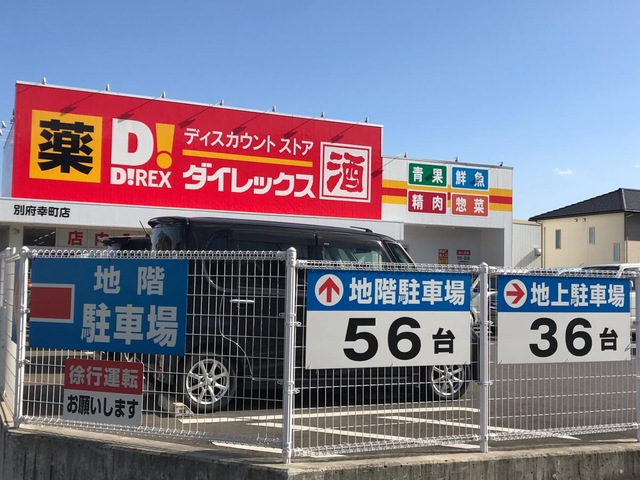 薬
D!
D!REX
ディスカウント ストア
ダイレックス
酒
青果
鮮魚
精肉
惣菜
別府幸町店
地階
駐車場
徐行運転
お願いします
地階駐車場
56台
地上駐車場
36台